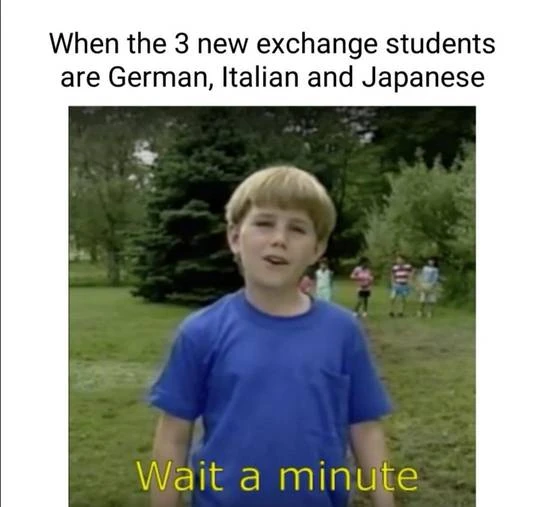 When the 3 new exchange students
are German, Italian and Japanese
Wait a minute